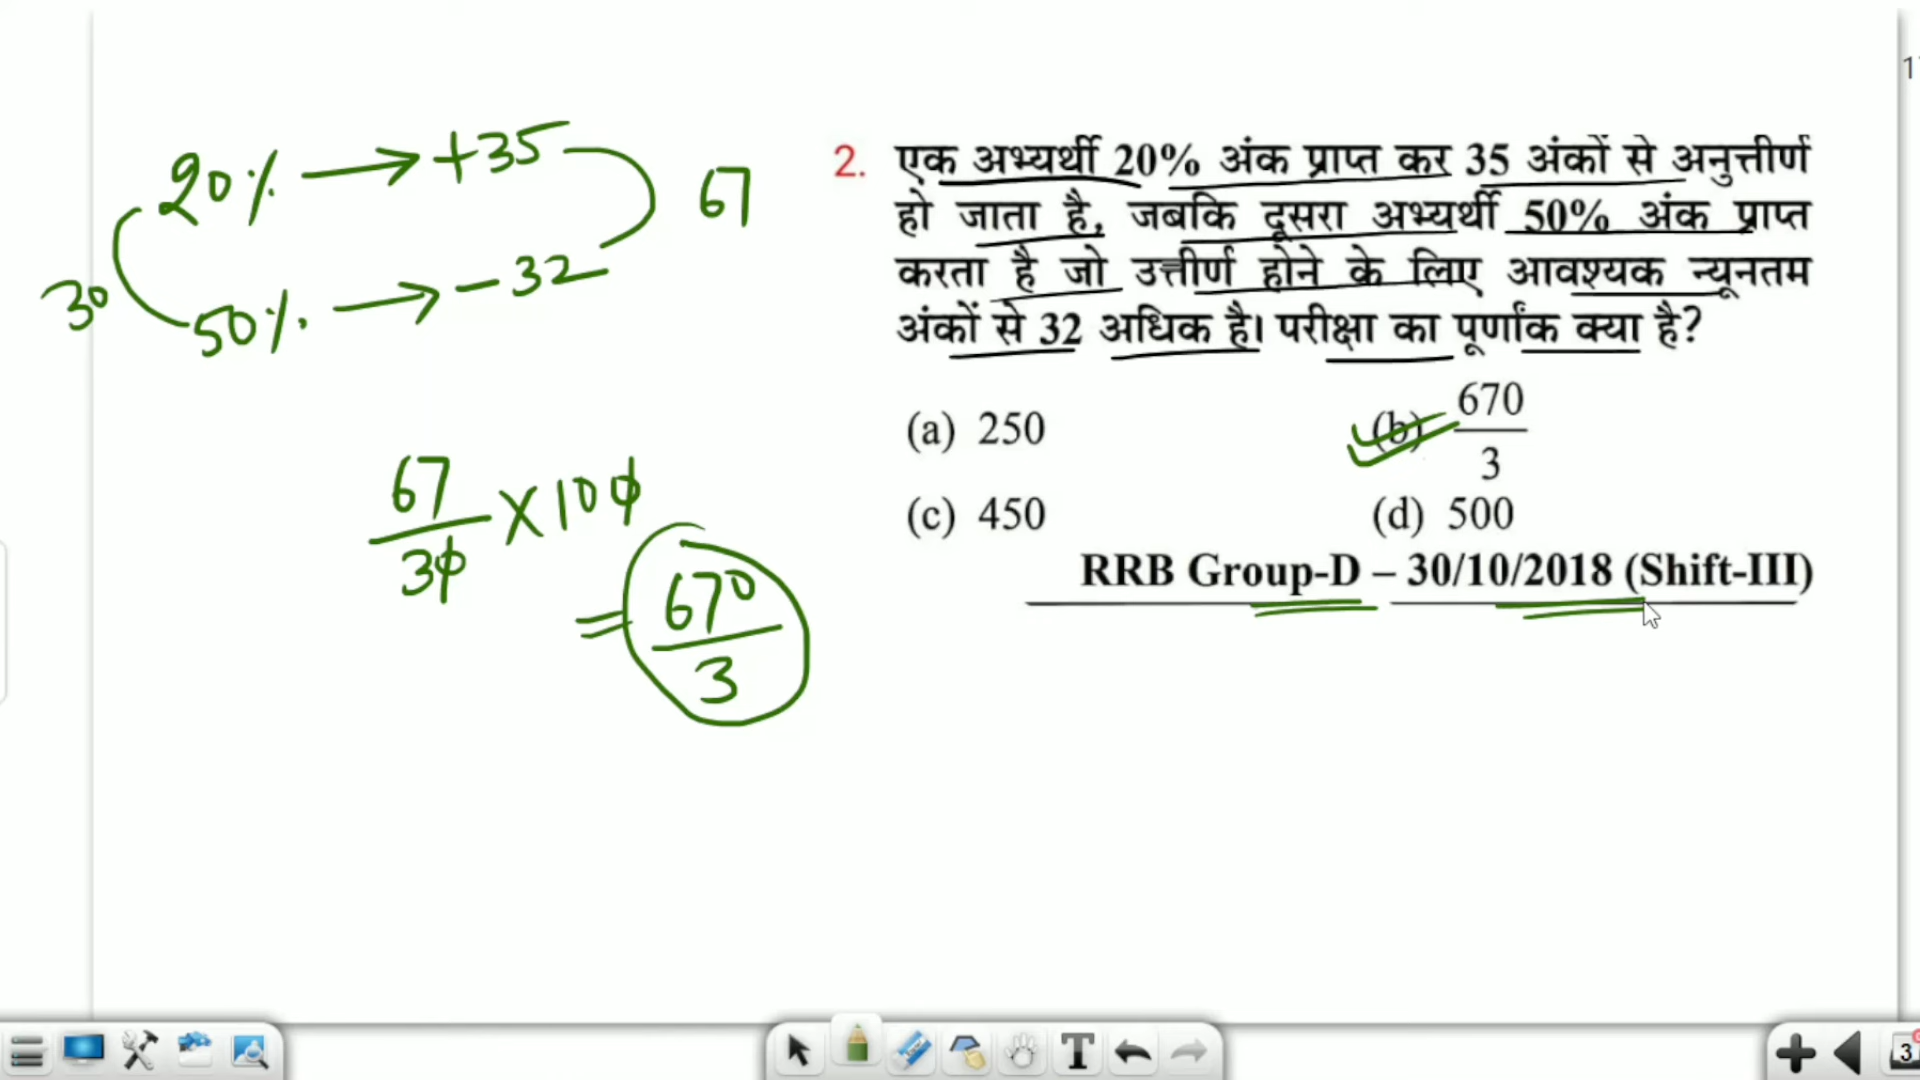 20% → +35
67
30
50% → -32
67/30 × 100
= 670/3
2. एक अभ्यर्थी 20% अंक प्राप्त कर 35 अंकों से अनुत्तीर्ण
हो जाता है, जबकि दूसरा अभ्यर्थी 50% अंक प्राप्त
करता है जो उत्तीर्ण होने के लिए आवश्यक न्यूनतम
अंकों से 32 अधिक है। परीक्षा का पूर्णांक क्या है?
(a) 250 (b) 670/3
(c) 450 (d) 500
RRB Group-D – 30/10/2018 (Shift-III)
T
3